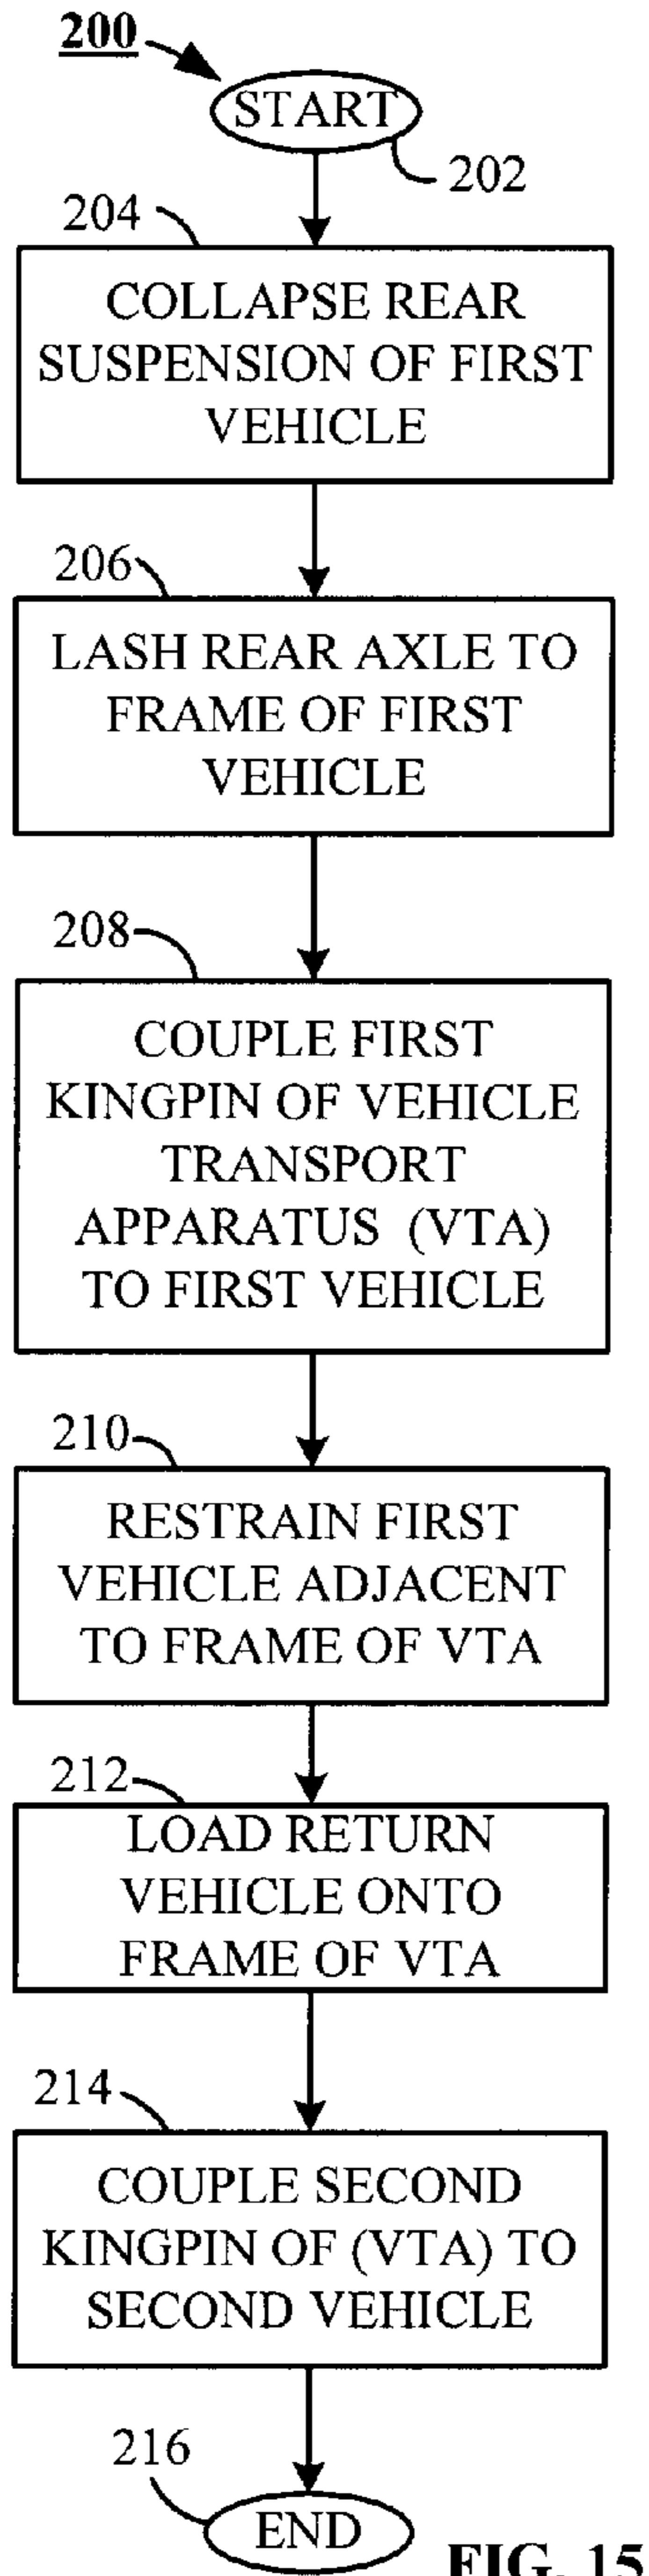 200
START
202
204
COLLAPSE REAR
SUSPENSION OF FIRST
VEHICLE
206
LASH REAR AXLE TO
FRAME OF FIRST
VEHICLE
208
COUPLE FIRST
KINGPIN OF VEHICLE
TRANSPORT
APPARATUS (VTA)
TO FIRST VEHICLE
210
RESTRAIN FIRST
VEHICLE ADJACENT
TO FRAME OF VTA
212
LOAD RETURN
VEHICLE ONTO
FRAME OF VTA
214
COUPLE SECOND
KINGPIN OF (VTA) TO
SECOND VEHICLE
216
END
FIG. 15